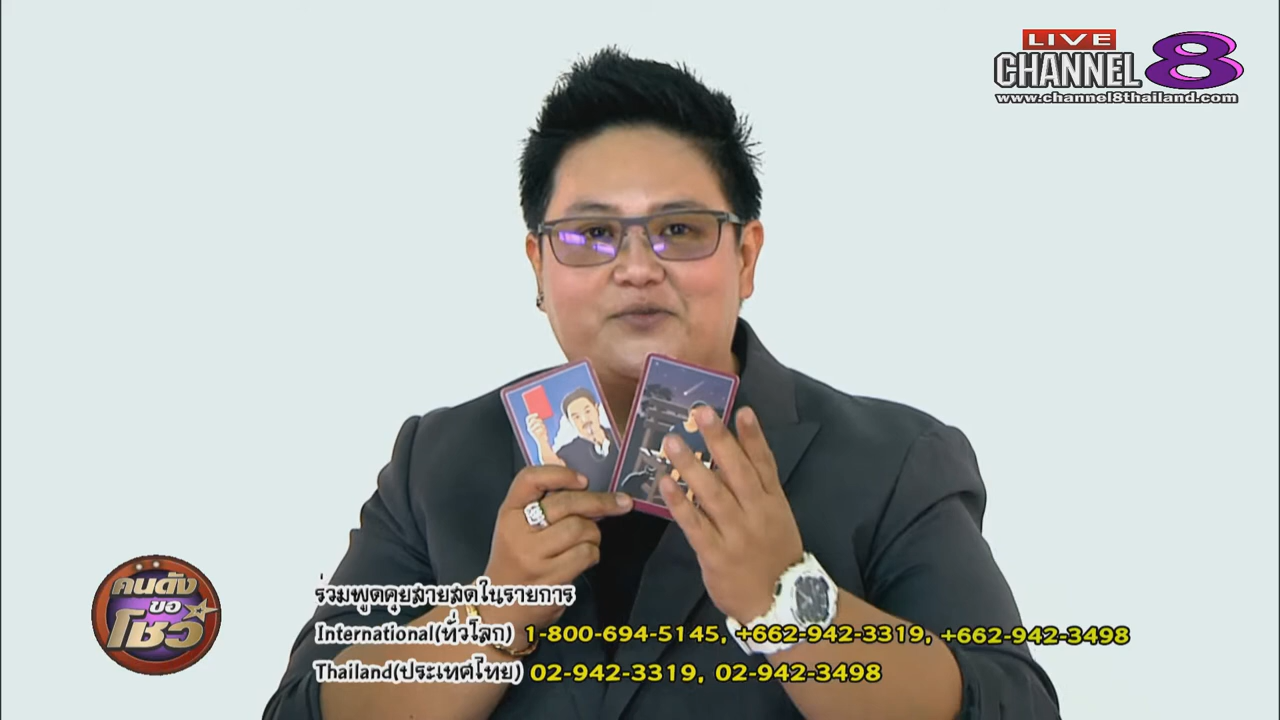 LIVE
CHANNEL 8
www.channel8thailand.com
คนดัง
ขอ
โชว์
ร่วมพูดคุยสายสดในรายการ
International(ทั่วโลก) 1-800-694-5145, +662-942-3319, +662-942-3498
Thailand(ประเทศไทย) 02-942-3319, 02-942-3498